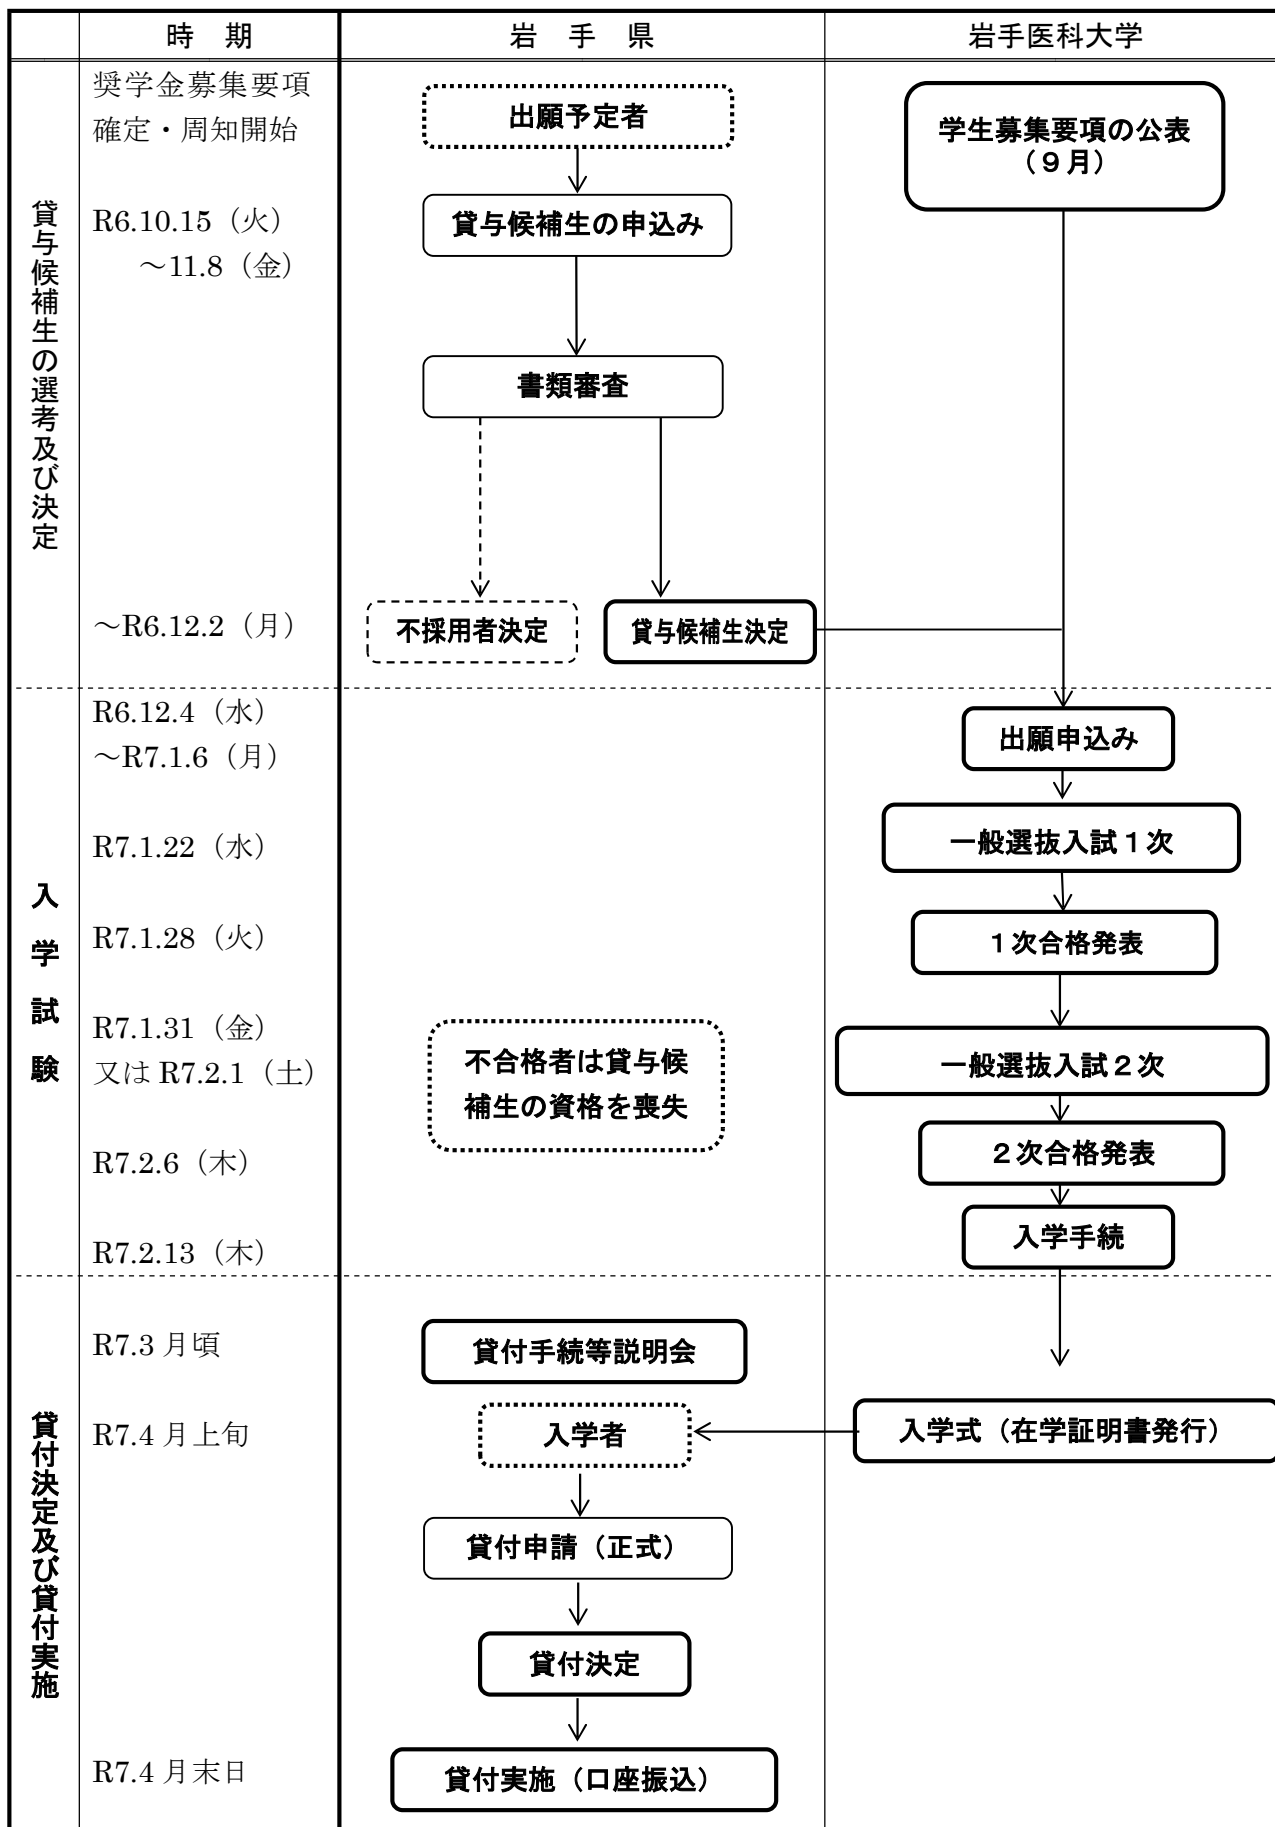 時　期
岩　手　県
岩手医科大学
貸与候補生の選考及び決定
奨学金募集要項
確定・周知開始
出願予定者
学生募集要項の公表
（９月）
R6.10.15（火）
～11.8（金）
貸与候補生の申込み
書類審査
～R6.12.2（月）
不採用者決定
貸与候補生決定
入学試験
R6.12.4（水）
～R7.1.6（月）
出願申込み
R7.1.22（水）
一般選抜入試１次
R7.1.28（火）
１次合格発表
R7.1.31（金）
又は R7.2.1（土）
不合格者は貸与候
補生の資格を喪失
一般選抜入試２次
R7.2.6（木）
２次合格発表
R7.2.13（木）
入学手続
貸付決定及び貸付実施
R7.3 月頃
貸付手続等説明会
R7.4 月上旬
入学者
入学式（在学証明書発行）
貸付申請（正式）
貸付決定
R7.4 月末日
貸付実施（口座振込）